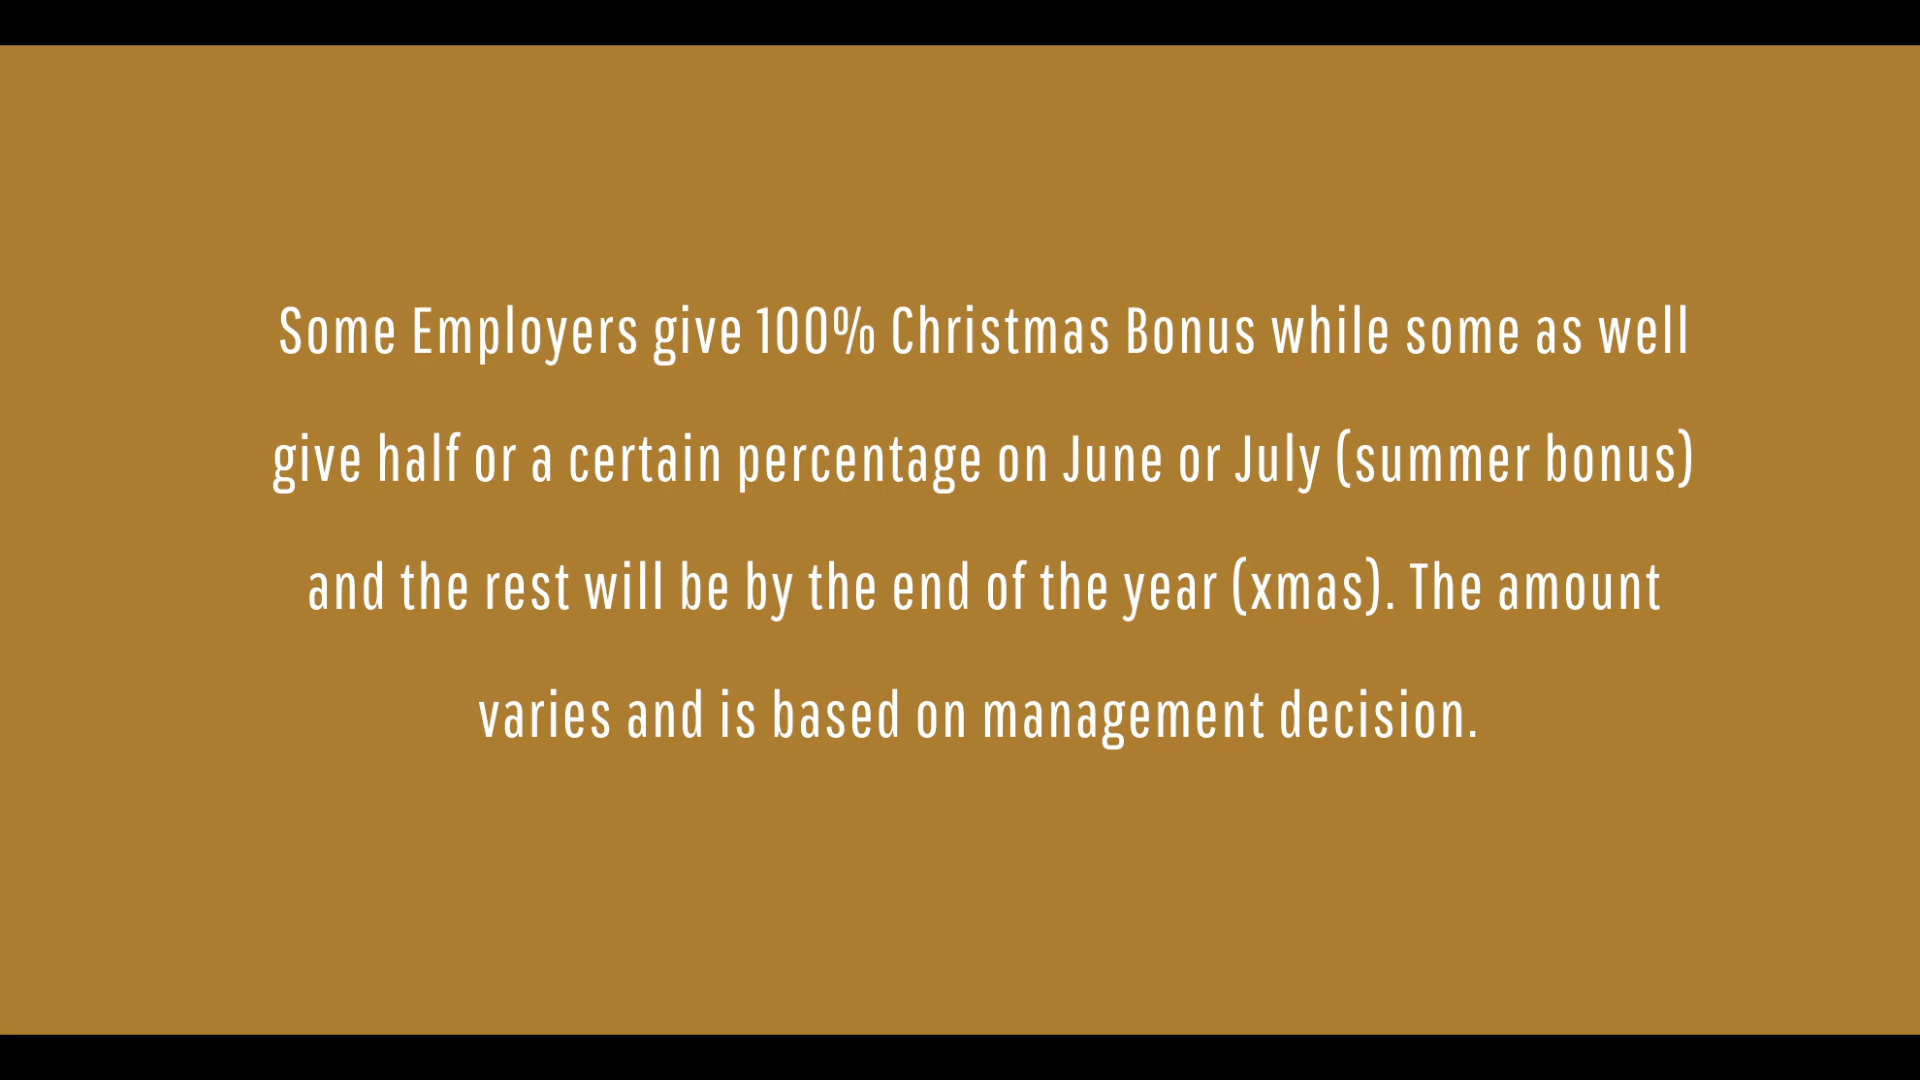 Some Employers give 100% Christmas Bonus while some as well
give half or a certain percentage on June or July (summer bonus)
and the rest will be by the end of the year (xmas). The amount
varies and is based on management decision.